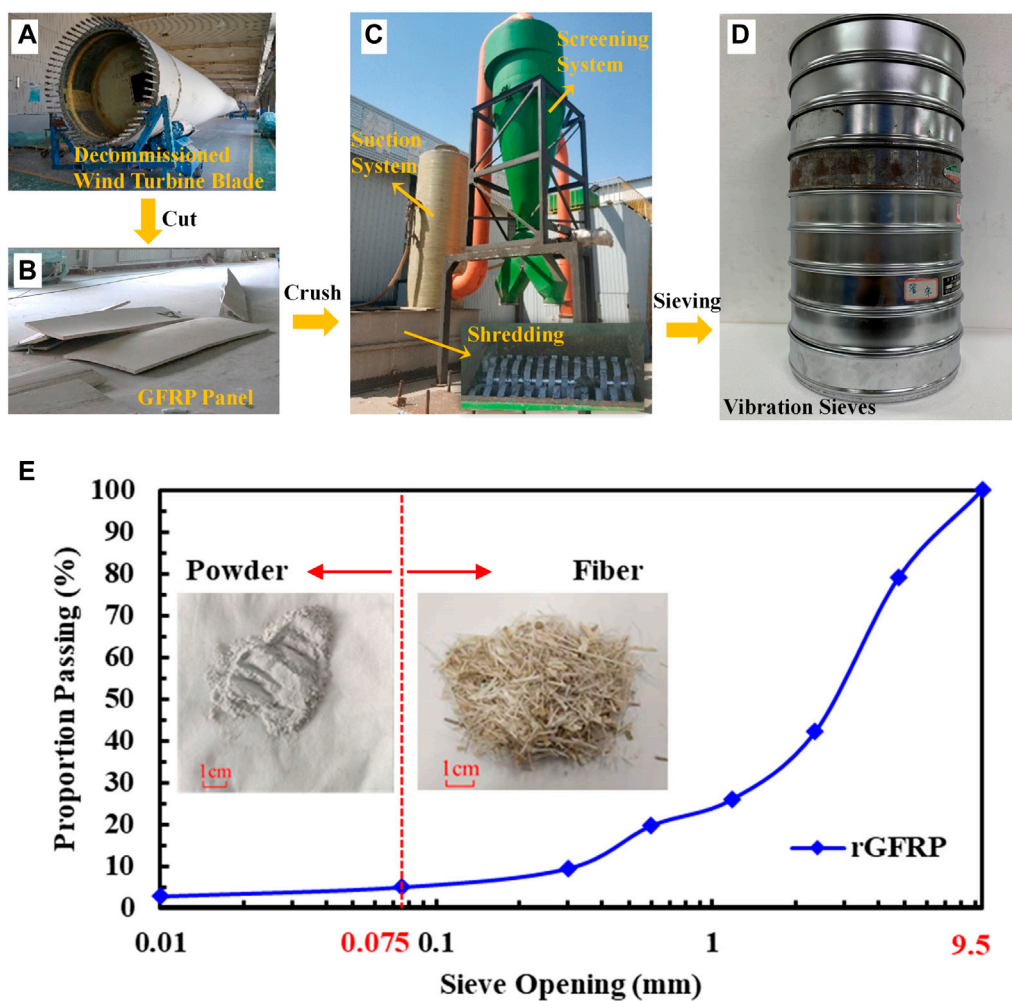 A
Decommissioned
Wind Turbine Blade
Cut
B
GFRP Panel
Crush
C
Screening
System
Suction
System
Shredding
Sieving
D
Vibration Sieves
E
Proportion Passing (%)
100
90
80
70
60
50
40
30
20
10
0
Powder
Fiber
1cm
1cm
rGFRP
0.01
0.075
0.1
1
9.5
Sieve Opening (mm)